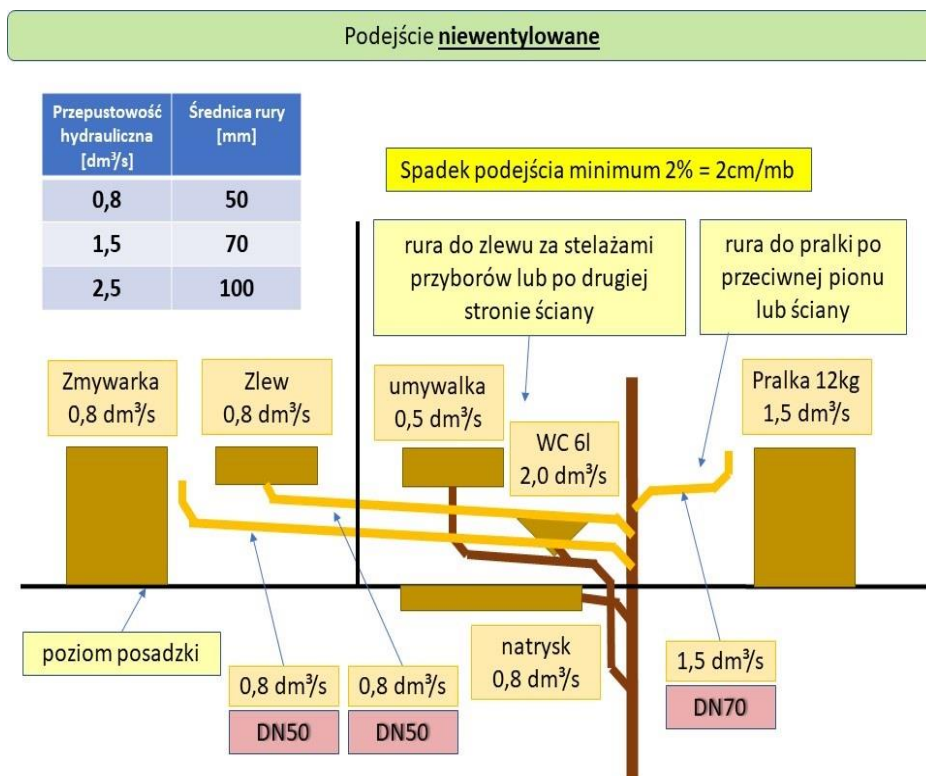 Podejście niewentylowane
Przepustowość
hydrauliczna
[dm³/s]
Średnica rury
[mm]
0,8
50
1,5
70
2,5
100
Spadek podejścia minimum 2% = 2cm/mb
rura do zlewu za stelażami
przyborów lub po drugiej
stronie ściany
rura do pralki po
przeciwnej pionu
lub ściany
Zmywarka
0,8 dm³/s
Zlew
0,8 dm³/s
umywalka
0,5 dm³/s
WC 6l
2,0 dm³/s
Pralka 12kg
1,5 dm³/s
poziom posadzki
0,8 dm³/s
DN50
0,8 dm³/s
DN50
natrysk
0,8 dm³/s
1,5 dm³/s
DN70